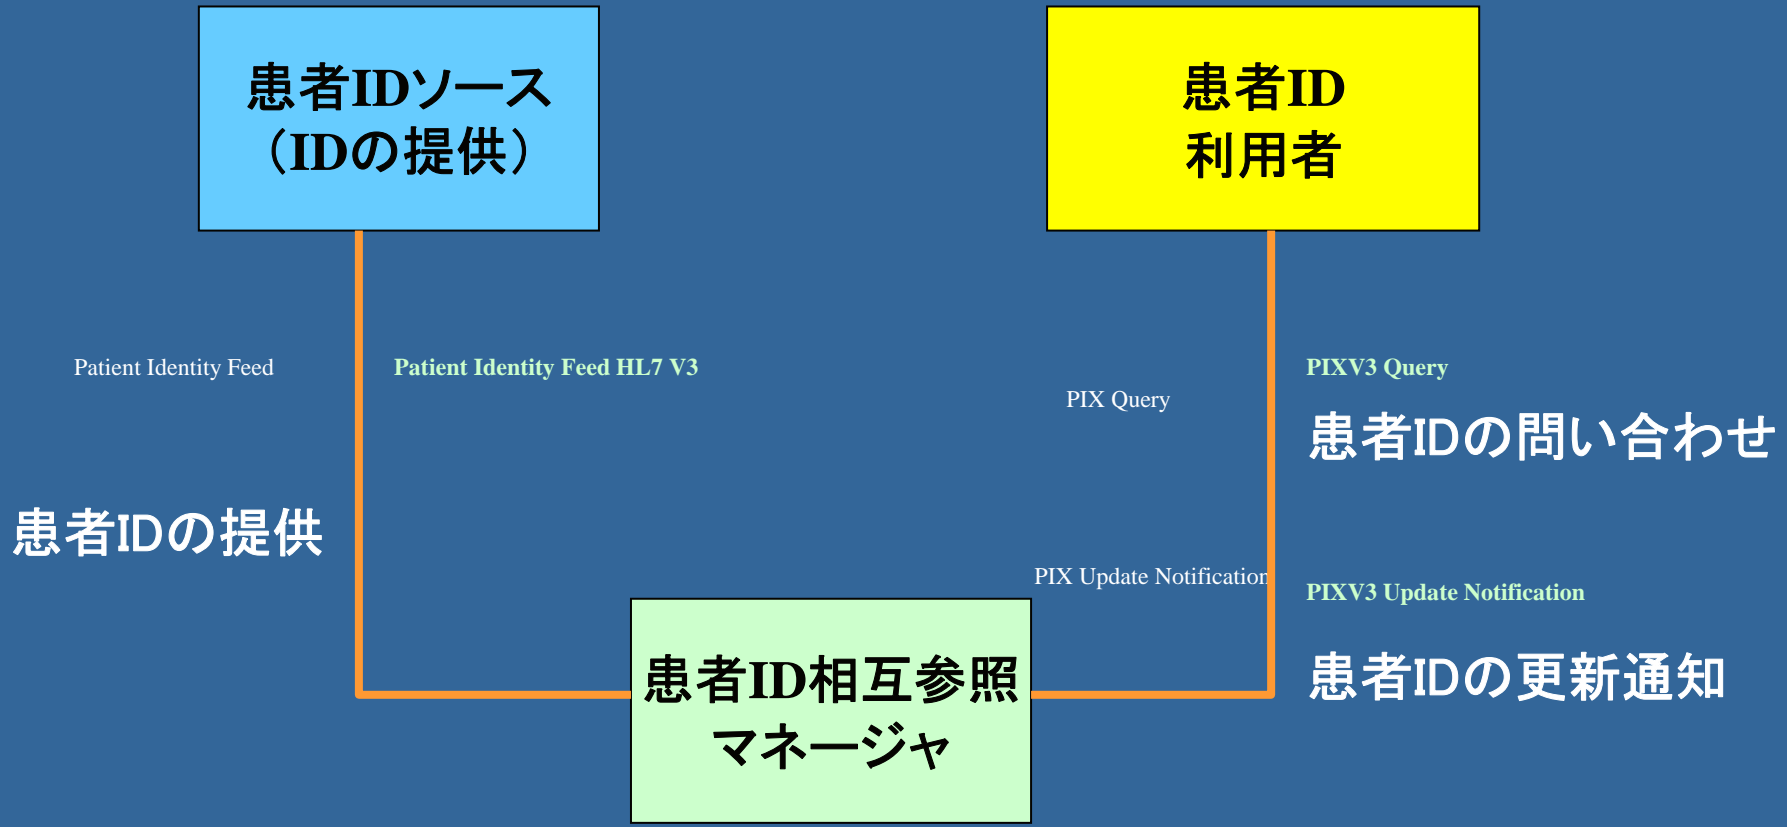 患者IDソース
（IDの提供）
患者ID
利用者
Patient Identity Feed
Patient Identity Feed HL7 V3
PIX Query
PIXV3 Query
患者IDの問い合わせ
患者IDの提供
PIX Update Notification
PIXV3 Update Notification
患者IDの更新通知
患者ID相互参照
マネージャ